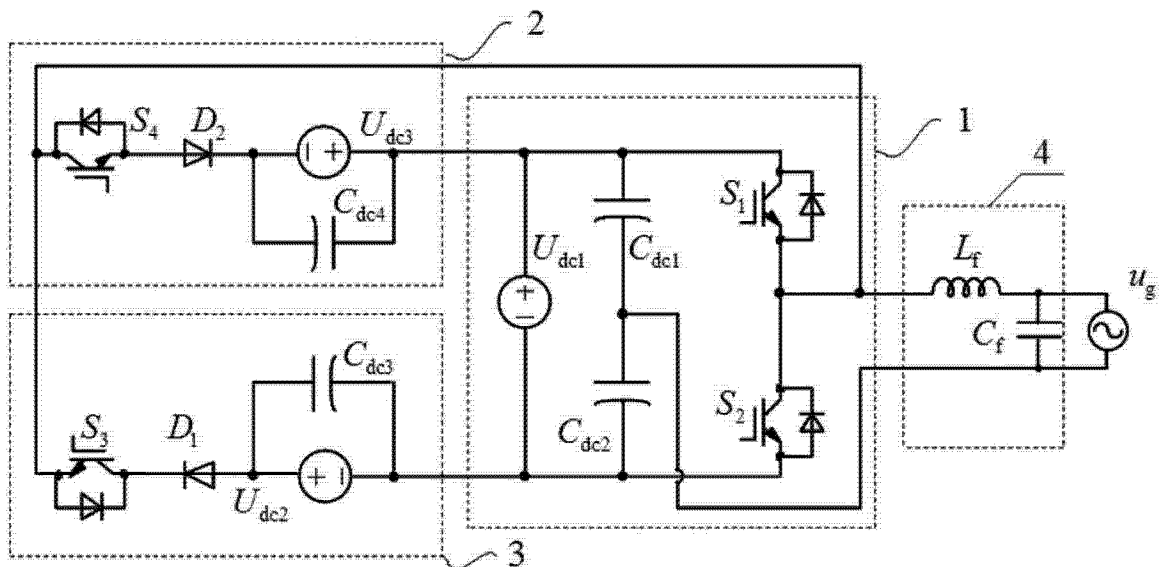 2
S4 D2 Udc3
1
4
Cdc4
S1
Udc1
Cdc1
Lf
ug
Cf
Cdc3
S3 D1
S2
Cdc2
Udc2
3